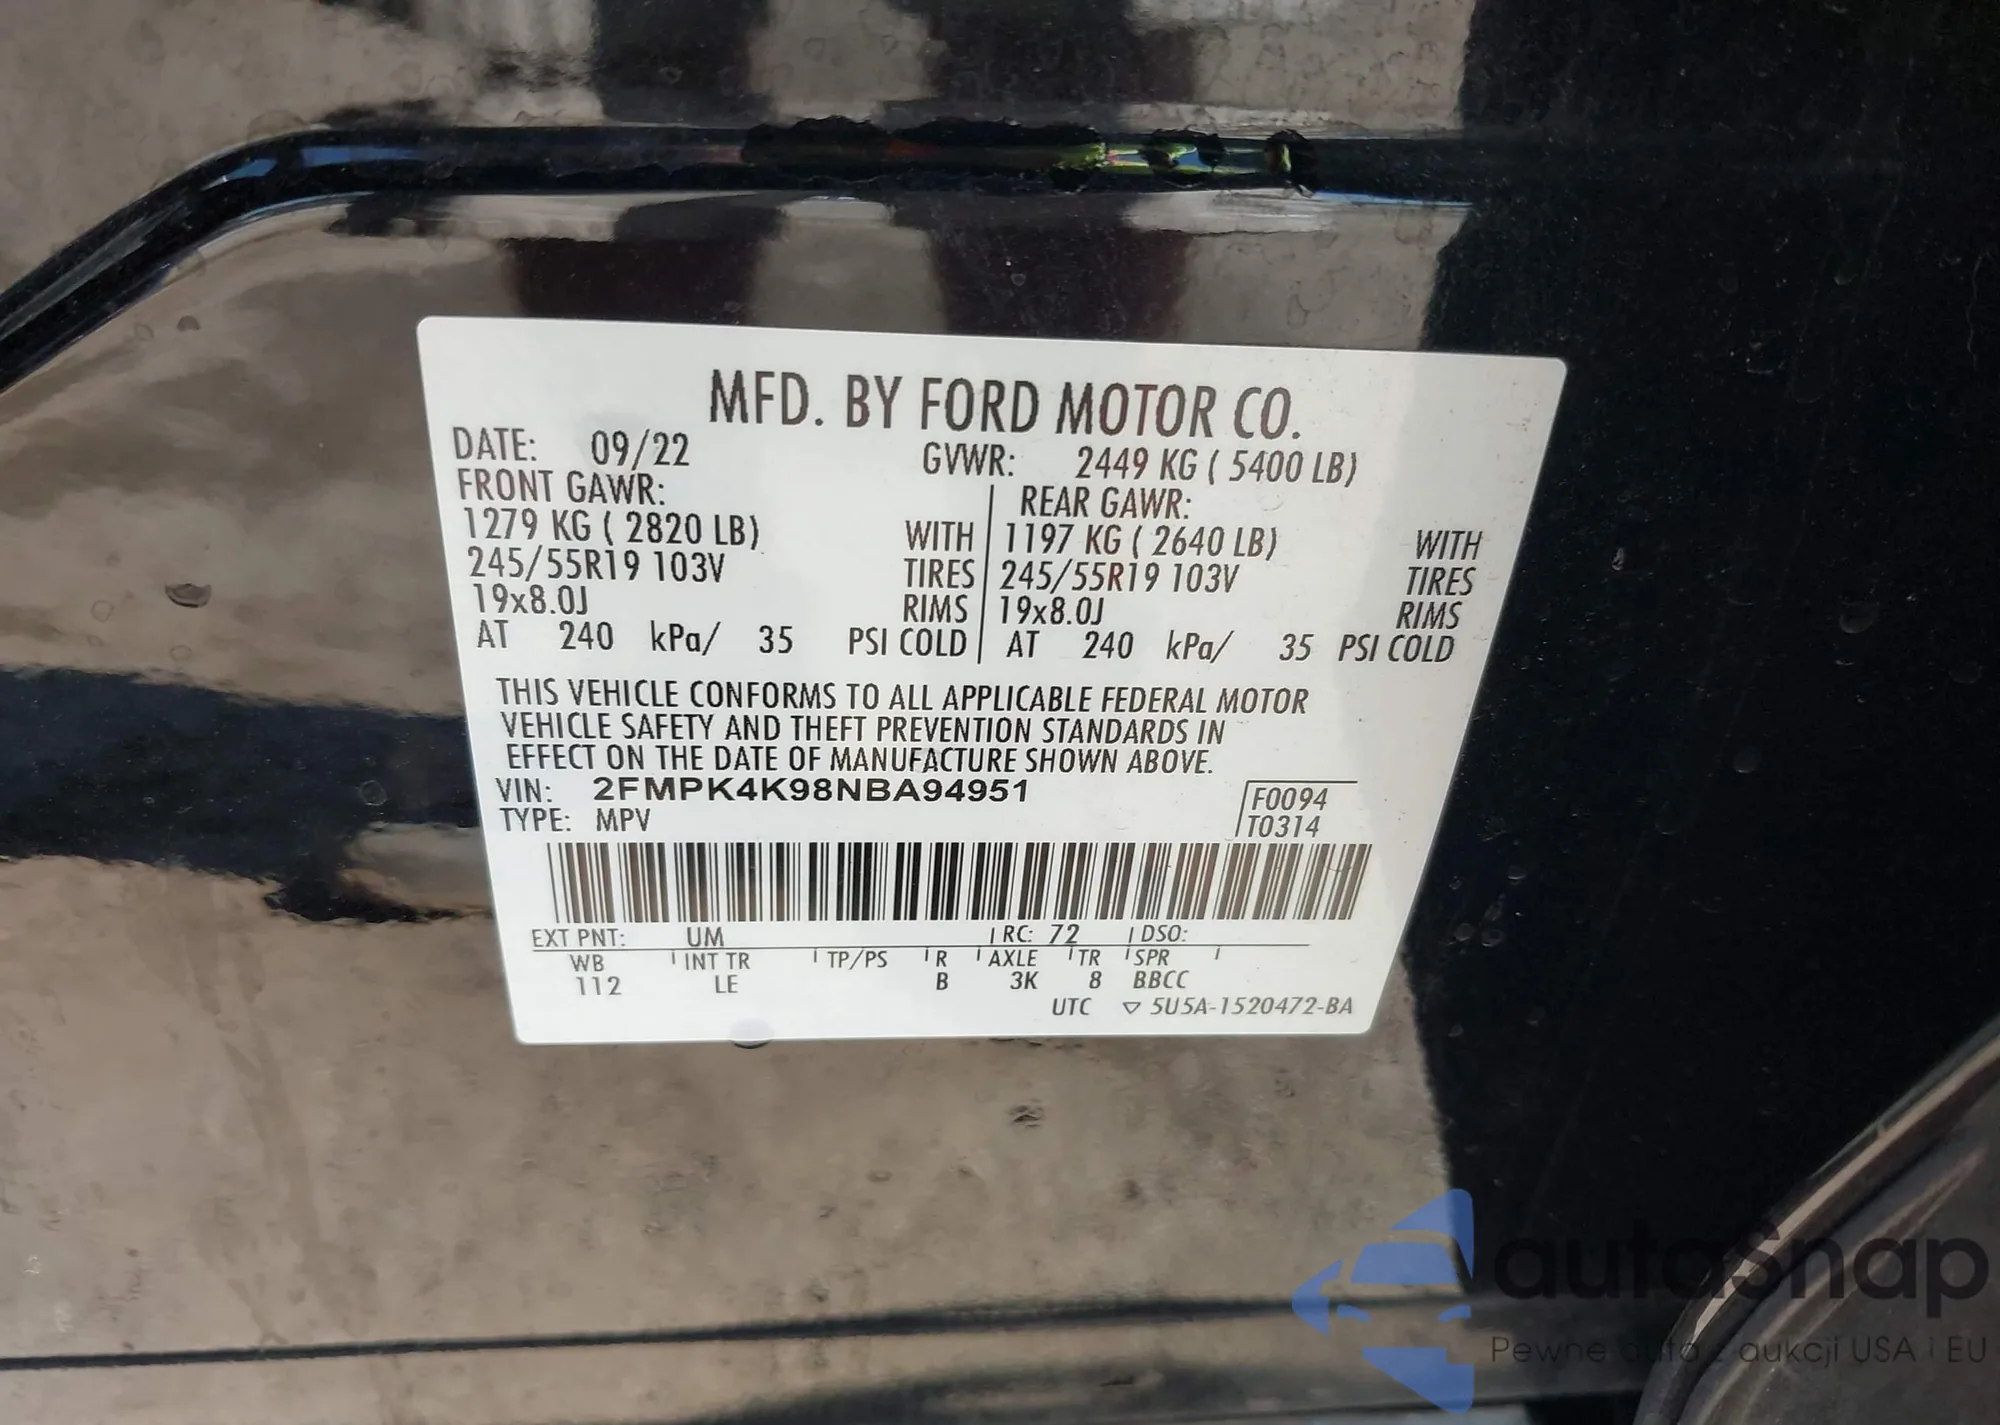 MFD. BY FORD MOTOR CO.
DATE: 09/22 GVWR: 2449 KG ( 5400 LB)
FRONT GAWR: REAR GAWR:
1279 KG ( 2820 LB) WITH 1197 KG ( 2640 LB) WITH
245/55R19 103V TIRES 245/55R19 103V TIRES
19x8.0J RIMS 19x8.0J RIMS
AT 240 kPa/ 35 PSI COLD AT 240 kPa/ 35 PSI COLD
THIS VEHICLE CONFORMS TO ALL APPLICABLE FEDERAL MOTOR
VEHICLE SAFETY AND THEFT PREVENTION STANDARDS IN
EFFECT ON THE DATE OF MANUFACTURE SHOWN ABOVE.
VIN: 2FMPK4K98NBA94951 F0094
TYPE: MPV T0314
EXT PNT: UM RC: 72 DSO:
WB INT TR TP/PS R AXLE TR SPR
112 LE B 3K 8 BBCC
UTC ▽ 5U5A-1520472-BA
autosnap
Pewne auta z aukcji USA i EU